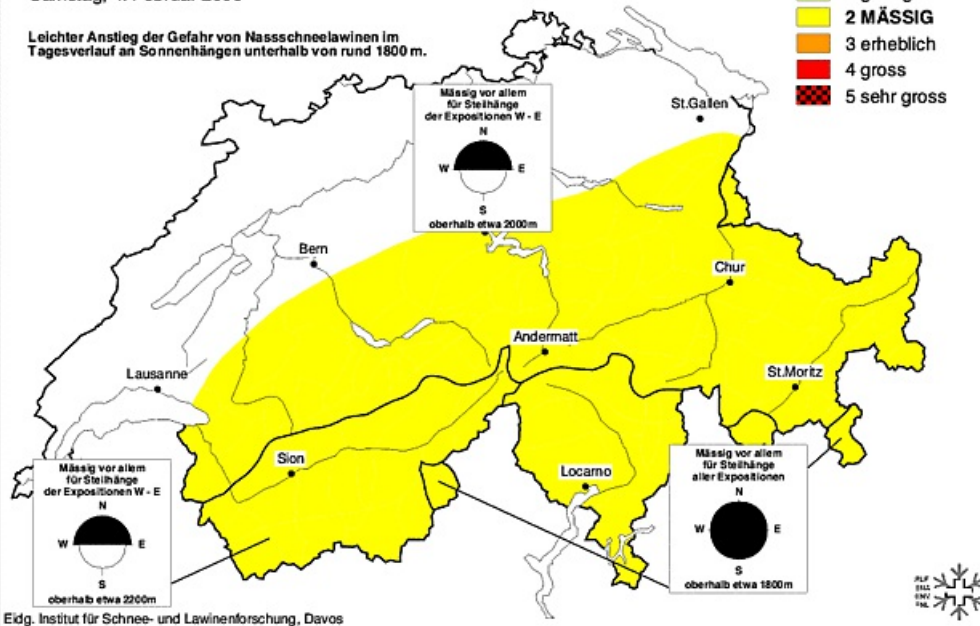 2 MÄSSIG
3 erheblich
4 gross
5 sehr gross
Leichter Anstieg der Gefahr von Nassschneelawinen im
Tagesverlauf an Sonnenhängen unterhalb von rund 1800 m.
Mässig vor allem
für Steilhänge
der Expositionen W - E
N
W E
S
oberhalb etwa 2000m
St.Gallen
Bern
Chur
Andermatt
Lausanne
St.Moritz
Sion
Locarno
Mässig vor allem
für Steilhänge
der Expositionen W - E
N
W E
S
oberhalb etwa 2200m
Mässig vor allem
für Steilhänge
aller Expositionen
N
W E
S
oberhalb etwa 1800m
SLF
Eidg. Institut für Schnee- und Lawinenforschung, Davos